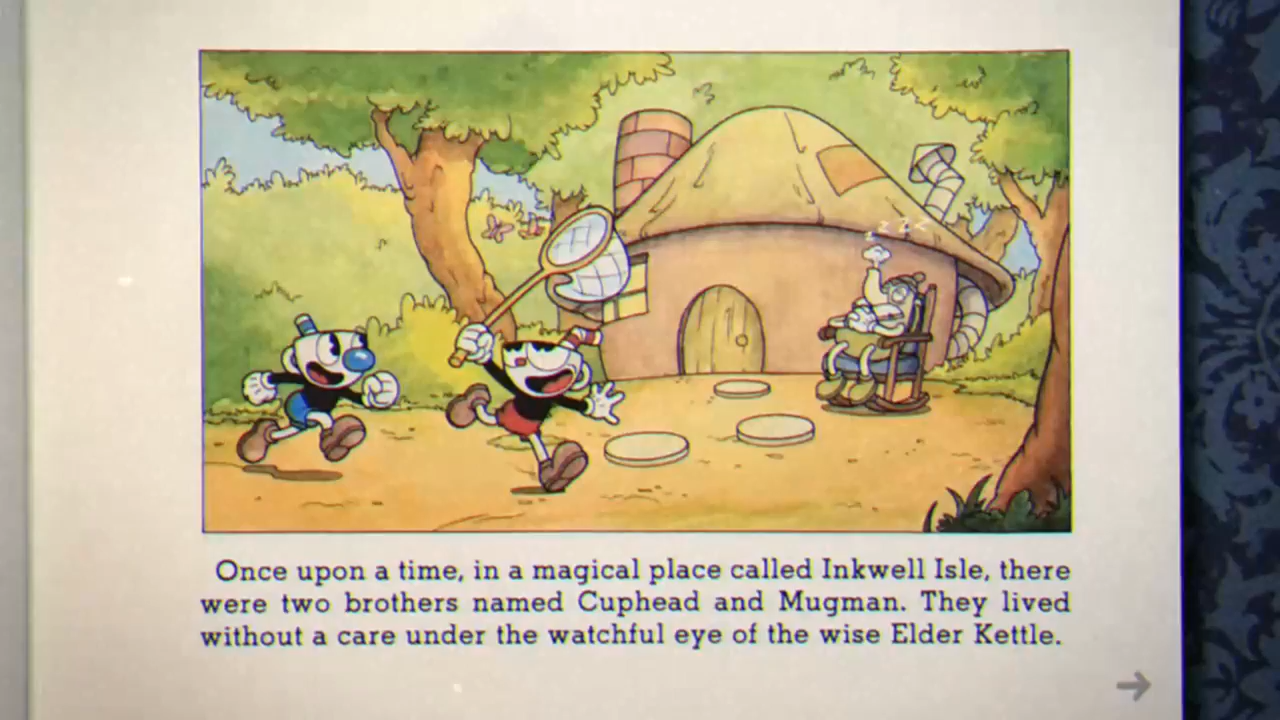 z z z z
Once upon a time, in a magical place called Inkwell Isle, there
were two brothers named Cuphead and Mugman. They lived
without a care under the watchful eye of the wise Elder Kettle.